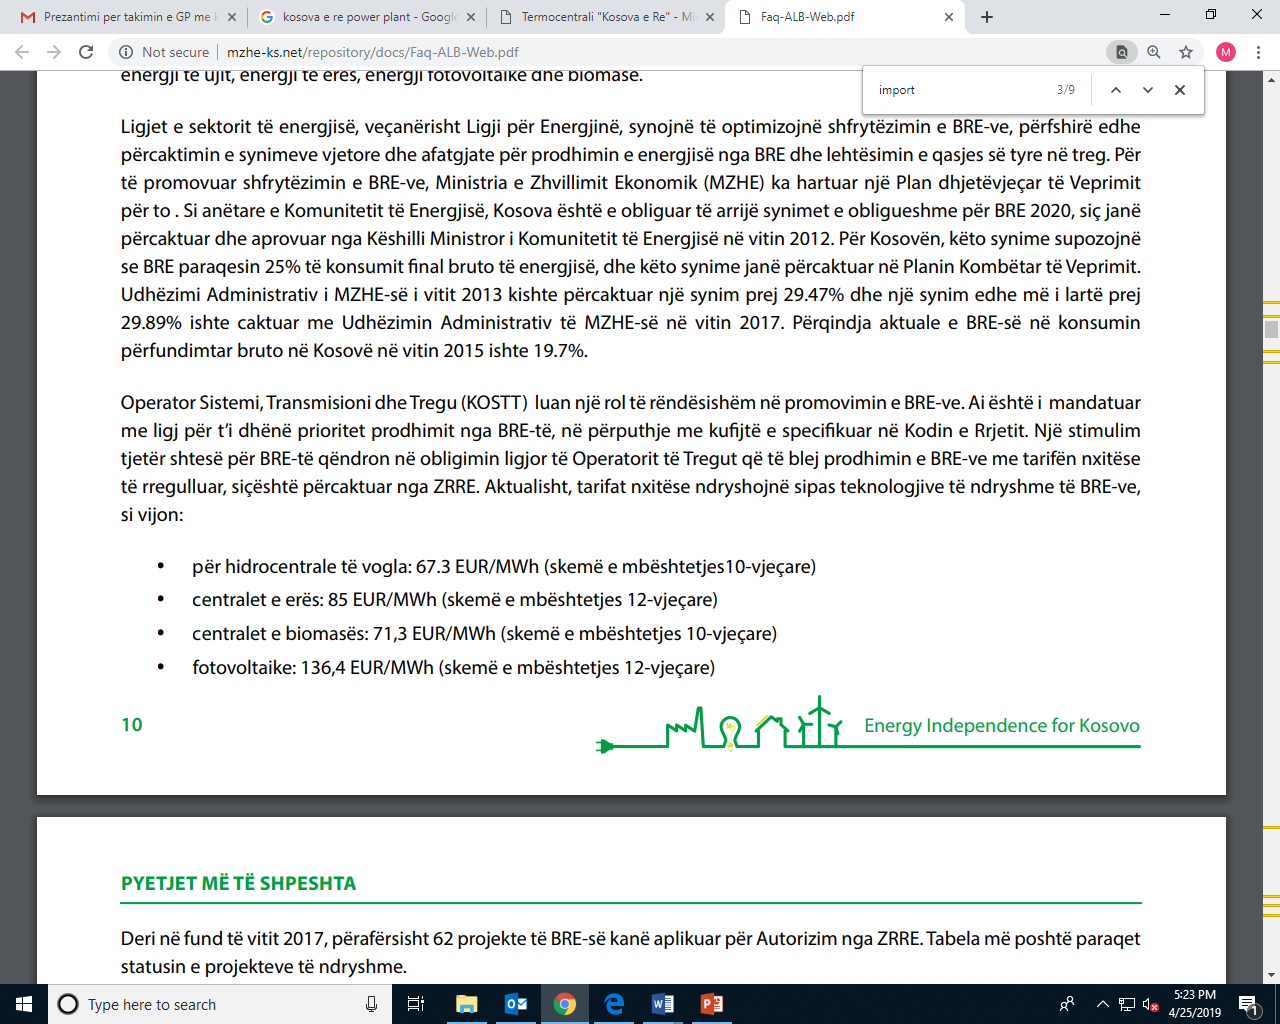 Prezantimi per takimin e GP me k
kosova e re power plant - Google
Termocentrali "Kosova e Re" - Mi
Faq-ALB-Web.pdf
Not secure | mzhe-ks.net/repository/docs/Faq-ALB-Web.pdf
M
import 3/9
energji të ujit, energji të erës, energji fotovoltaike dhe biomasë.
Ligjet e sektorit të energjisë, veçanërisht Ligji për Energjinë, synojnë të optimizojnë shfrytëzimin e BRE-ve, përfshirë edhe
përcaktimin e synimeve vjetore dhe afatgjate për prodhimin e energjisë nga BRE dhe lehtësimin e qasjes së tyre në treg. Për
të promovuar shfrytëzimin e BRE-ve, Ministria e Zhvillimit Ekonomik (MZHE) ka hartuar një Plan dhjetëvjeçar të Veprimit
për to . Si anëtare e Komunitetit të Energjisë, Kosova është e obliguar të arrijë synimet e obligueshme për BRE 2020, siç janë
përcaktuar dhe aprovuar nga Këshilli Ministror i Komunitetit të Energjisë në vitin 2012. Për Kosovën, këto synime supozojnë
se BRE paraqesin 25% të konsumit final bruto të energjisë, dhe këto synime janë përcaktuar në Planin Kombëtar të Veprimit.
Udhëzimi Administrativ i MZHE-së i vitit 2013 kishte përcaktuar një synim prej 29.47% dhe një synim edhe më i lartë prej
29.89% ishte caktuar me Udhëzimin Administrativ të MZHE-së në vitin 2017. Përqindja aktuale e BRE-së në konsumin
përfundimtar bruto në Kosovë në vitin 2015 ishte 19.7%.
Operator Sistemi, Transmisioni dhe Tregu (KOSTT) luan një rol të rëndësishëm në promovimin e BRE-ve. Ai është i mandatuar
me ligj për t'i dhënë prioritet prodhimit nga BRE-të, në përputhje me kufijtë e specifikuar në Kodin e Rrjetit. Një stimulim
tjetër shtesë për BRE-të qëndron në obligimin ligjor të Operatorit të Tregut që të blej prodhimin e BRE-ve me tarifën nxitëse
të rregulluar, siçështë përcaktuar nga ZRRE. Aktualisht, tarifat nxitëse ndryshojnë sipas teknologjive të ndryshme të BRE-ve,
si vijon:
• për hidrocentrale të vogla: 67.3 EUR/MWh (skemë e mbështetjes10-vjeçare)
• centralet e erës: 85 EUR/MWh (skemë e mbështetjes 12-vjeçare)
• centralet e biomasës: 71,3 EUR/MWh (skemë e mbështetjes 10-vjeçare)
• fotovoltaike: 136,4 EUR/MWh (skemë e mbështetjes 12-vjeçare)
10
Energy Independence for Kosovo
PYETJET MË TË SHPESHTA
Deri në fund të vitit 2017, përafërsisht 62 projekte të BRE-së kanë aplikuar për Autorizim nga ZRRE. Tabela më poshtë paraqet
statusin e projekteve të ndryshme.
Type here to search
5:23 PM
4/25/2019
1